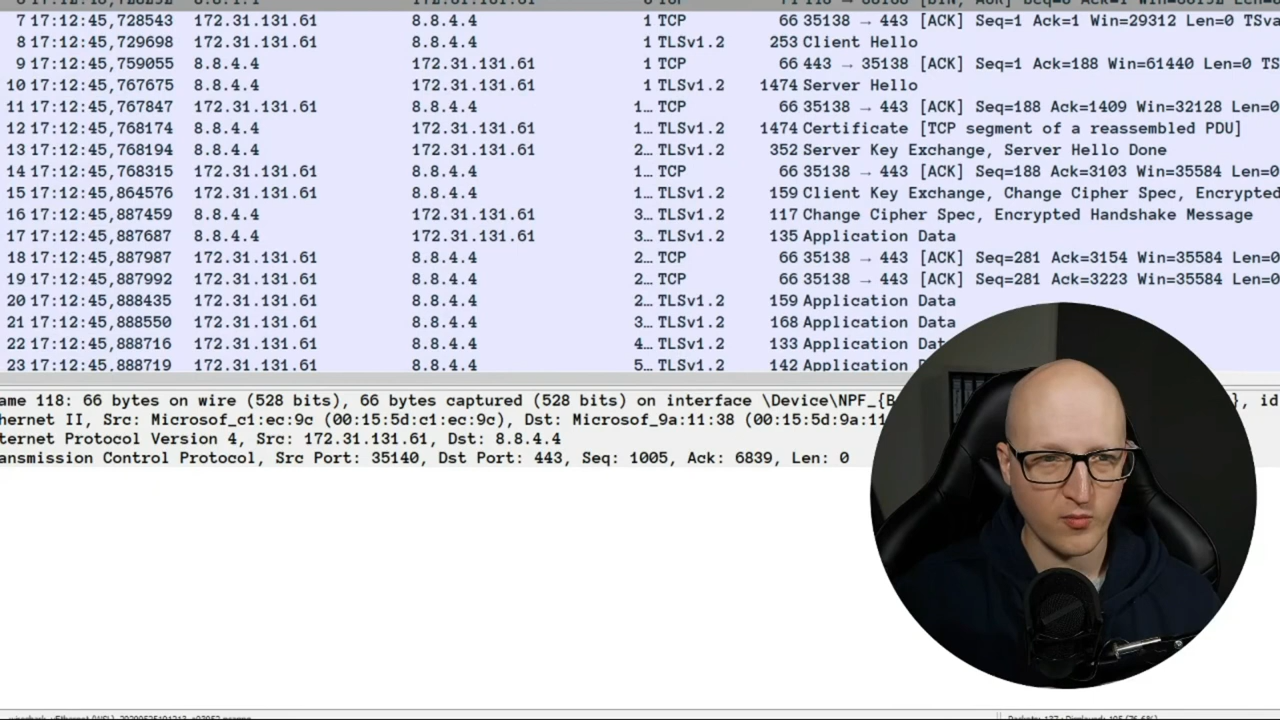 7 17:12:45,728543 172.31.131.61 8.8.4.4 1 TCP 66 35138 → 443 [ACK] Seq=1 Ack=1 Win=29312 Len=0 TSva
8 17:12:45,729698 172.31.131.61 8.8.4.4 1 TLSv1.2 253 Client Hello
9 17:12:45,759055 8.8.4.4 172.31.131.61 1 TCP 66 443 → 35138 [ACK] Seq=1 Ack=188 Win=61440 Len=0 TS
10 17:12:45,767675 8.8.4.4 172.31.131.61 1 TLSv1.2 1474 Server Hello
11 17:12:45,767847 172.31.131.61 8.8.4.4 1… TCP 66 35138 → 443 [ACK] Seq=188 Ack=1409 Win=32128 Len=0
12 17:12:45,768174 8.8.4.4 172.31.131.61 1… TLSv1.2 1474 Certificate [TCP segment of a reassembled PDU]
13 17:12:45,768194 8.8.4.4 172.31.131.61 2… TLSv1.2 352 Server Key Exchange, Server Hello Done
14 17:12:45,768315 172.31.131.61 8.8.4.4 1… TCP 66 35138 → 443 [ACK] Seq=188 Ack=3103 Win=35584 Len=0
15 17:12:45,864576 172.31.131.61 8.8.4.4 1… TLSv1.2 159 Client Key Exchange, Change Cipher Spec, Encrypted
16 17:12:45,887459 8.8.4.4 172.31.131.61 3… TLSv1.2 117 Change Cipher Spec, Encrypted Handshake Message
17 17:12:45,887687 8.8.4.4 172.31.131.61 3… TLSv1.2 135 Application Data
18 17:12:45,887987 172.31.131.61 8.8.4.4 2… TCP 66 35138 → 443 [ACK] Seq=281 Ack=3154 Win=35584 Len=0
19 17:12:45,887992 172.31.131.61 8.8.4.4 2… TCP 66 35138 → 443 [ACK] Seq=281 Ack=3223 Win=35584 Len=0
20 17:12:45,888435 172.31.131.61 8.8.4.4 2… TLSv1.2 159 Application Data
21 17:12:45,888550 172.31.131.61 8.8.4.4 3… TLSv1.2 168 Application Data
22 17:12:45,888716 172.31.131.61 8.8.4.4 4… TLSv1.2 133 Application Dat
23 17:12:45,888719 172.31.131.61 8.8.4.4 5… TLSv1.2 142 Application
ame 118: 66 bytes on wire (528 bits), 66 bytes captured (528 bits) on interface \Device\NPF_{B }, id
hernet II, Src: Microsof_c1:ec:9c (00:15:5d:c1:ec:9c), Dst: Microsof_9a:11:38 (00:15:5d:9a:11
ternet Protocol Version 4, Src: 172.31.131.61, Dst: 8.8.4.4
ansmission Control Protocol, Src Port: 35140, Dst Port: 443, Seq: 1005, Ack: 6839, Len: 0